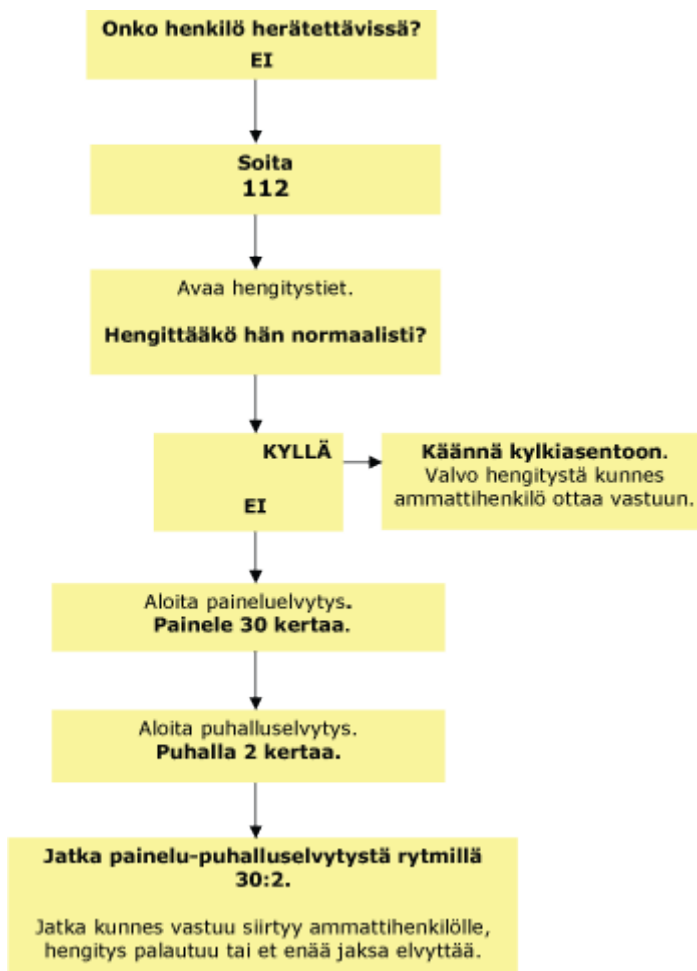 Onko henkilö herätettävissä?
EI
Soita
112
Avaa hengitystiet.
Hengittääkö hän normaalisti?
KYLLÄ
EI
Käännä kylkiasentoon.
Valvo hengitystä kunnes
ammattihenkilö ottaa vastuun.
Aloita paineluelvytys.
Painele 30 kertaa.
Aloita puhalluselvytys.
Puhalla 2 kertaa.
Jatka painelu-puhalluselvytystä rytmillä
30:2.
Jatka kunnes vastuu siirtyy ammattihenkilölle,
hengitys palautuu tai et enää jaksa elvyttää.